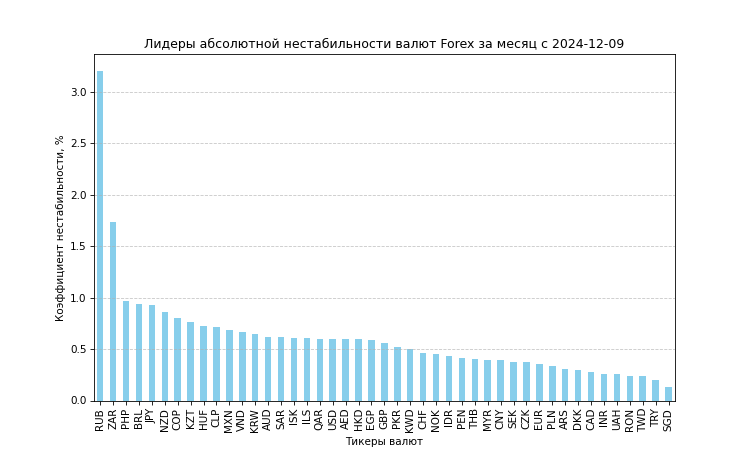 Лидеры абсолютной нестабильности валют Forex за месяц с 2024-12-09
Коэффициент нестабильности, %
3.0
2.5
2.0
1.5
1.0
0.5
0.0
RUB
ZAR
PHP
BRL
JPY
NZD
COP
KZT
HUF
CLP
MXN
VND
KRW
AUD
SAR
ISK
ILS
QAR
USD
AED
HKD
EGP
GBP
PKR
KWD
CHF
NOK
IDR
PEN
THB
MYR
CNY
SEK
CZK
EUR
PLN
ARS
DKK
CAD
INR
UAH
RON
TWD
TRY
SGD
Тикеры валют